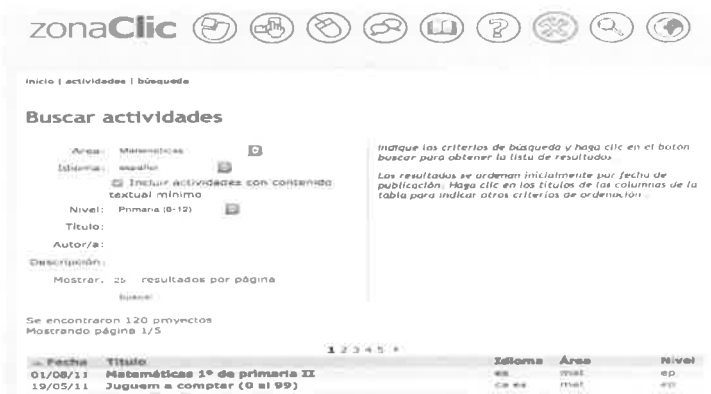 zonaClic
inicio | actividades | búsqueda
Buscar actividades
Área: Matemáticas
Idioma: español
Incluir actividades con contenido
textual mínimo
Nivel: Primaria (6-12)
Título:
Autor/a:
Descripción:
Mostrar: 25 resultados por página
buscar
Indique los criterios de búsqueda y haga clic en el botón
buscar para obtener la lista de resultados.
Los resultados se ordenan inicialmente por fecha de
publicación. Haga clic en los títulos de las columnas de la
tabla para indicar otros criterios de ordenación.
Se encontraron 120 proyectos
Mostrando página 1/5
1 2 3 4 5
Fecha Título Idioma Área Nivel
01/08/11 Matemáticas 1º de primaria II es mat ep
19/05/11 Juguem a comptar (0 al 99) ca es mat ep